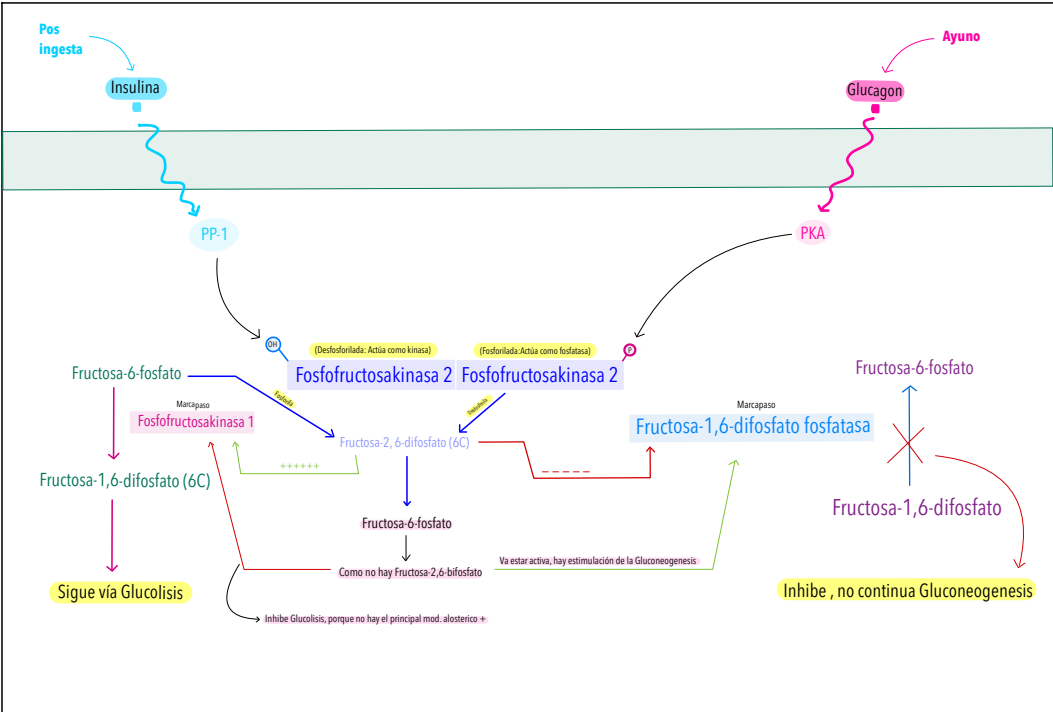 Pos
ingesta
Ayuno
Insulina
Glucagon
PP-1
PKA
OH
(Desfosforilada: Actúa como kinasa)
(Fosforilada:Actúa como fosfatasa)
P
Fosfofructosakinasa 2
Fosfofructosakinasa 2
Fructosa-6-fosfato
Fructosa-6-fosfato
Fosforila
Marcapaso
Fosfofructosakinasa 1
Marcapaso
Fructosa-1,6-difosfato fosfatasa
Fructosa-2, 6-difosfato (6C)
++++++
_ _ _ _ _
Fructosa-1,6-difosfato (6C)
Fructosa-1,6-difosfato
Fructosa-6-fosfato
Va estar activa, hay estimulación de la Gluconeogenesis
Como no hay Fructosa-2,6-bifosfato
Sigue vía Glucolisis
Inhibe , no continua Gluconeogenesis
Inhibe Glucolisis, porque no hay el principal mod. alosterico +